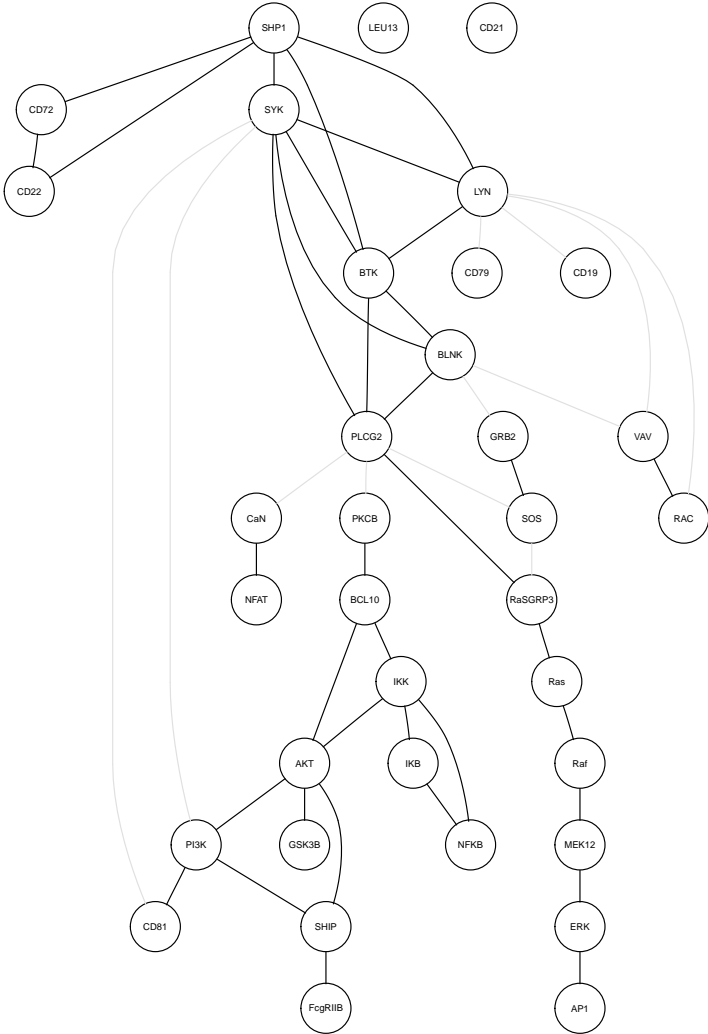 SHP1
LEU13
CD21
CD72
SYK
CD22
LYN
BTK
CD79
CD19
BLNK
PLCG2
GRB2
VAV
CaN
PKCB
SOS
RAC
NFAT
BCL10
RaSGRP3
IKK
Ras
AKT
IKB
Raf
PI3K
GSK3B
NFKB
MEK12
CD81
SHIP
ERK
FcgRIIB
AP1